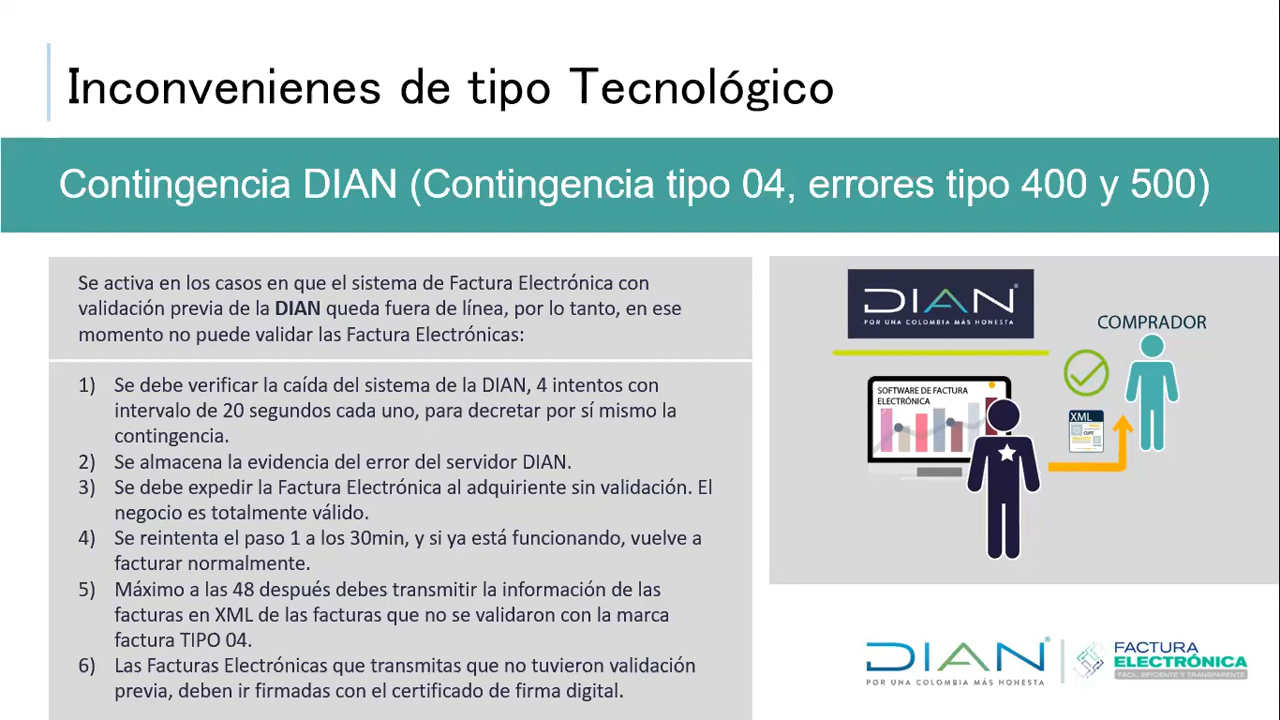 Inconvenienes de tipo Tecnológico
Contingencia DIAN (Contingencia tipo 04, errores tipo 400 y 500)
Se activa en los casos en que el sistema de Factura Electrónica con
validación previa de la DIAN queda fuera de línea, por lo tanto, en ese
momento no puede validar las Factura Electrónicas:
1) Se debe verificar la caída del sistema de la DIAN, 4 intentos con
intervalo de 20 segundos cada uno, para decretar por sí mismo la
contingencia.
2) Se almacena la evidencia del error del servidor DIAN.
3) Se debe expedir la Factura Electrónica al adquiriente sin validación. El
negocio es totalmente válido.
4) Se reintenta el paso 1 a los 30min, y si ya está funcionando, vuelve a
facturar normalmente.
5) Máximo a las 48 después debes transmitir la información de las
facturas en XML de las facturas que no se validaron con la marca
factura TIPO 04.
6) Las Facturas Electrónicas que transmitas que no tuvieron validación
previa, deben ir firmadas con el certificado de firma digital.
DIAN
POR UNA COLOMBIA MÁS HONESTA
COMPRADOR
SOFTWARE DE FACTURA
ELECTRÓNICA
XML
CUFE
DIAN
POR UNA COLOMBIA MÁS HONESTA
FACTURA
ELECTRÓNICA
FÁCIL, EFICIENTE Y TRANSPARENTE